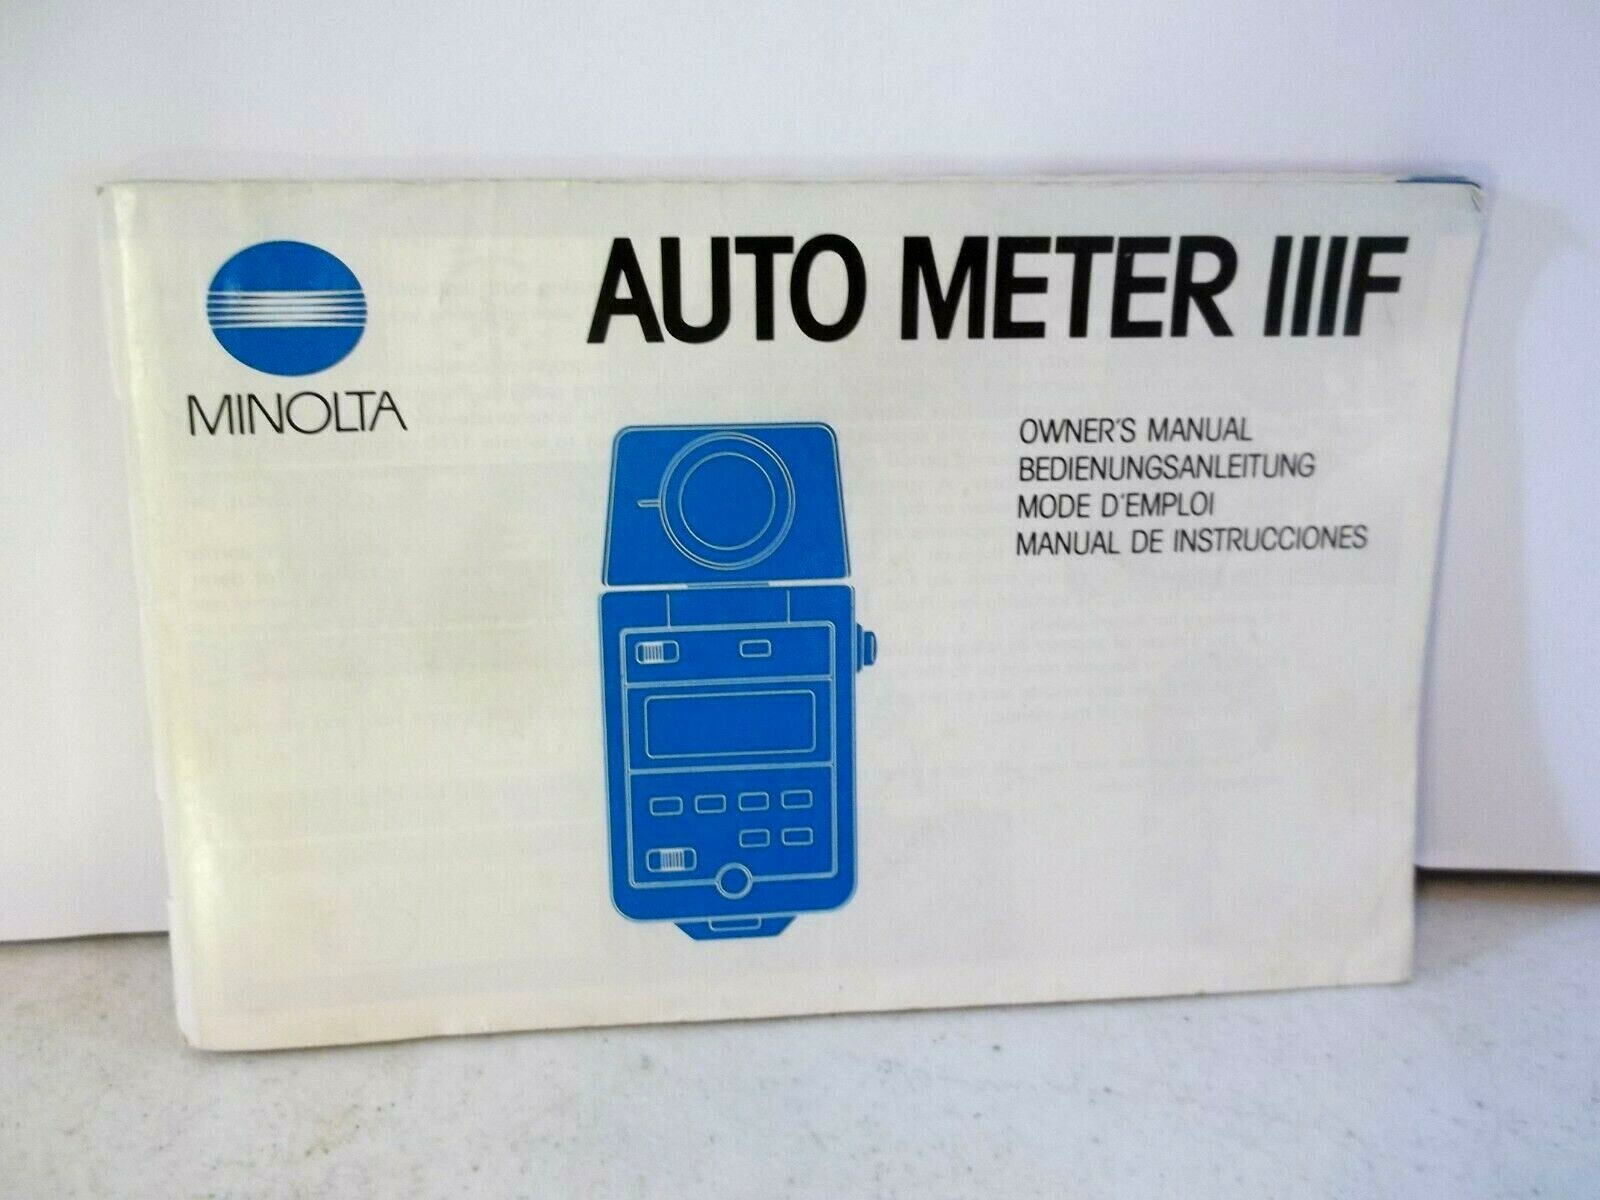 MINOLTA
AUTO METER IIIF
OWNER'S MANUAL
BEDIENUNGSANLEITUNG
MODE D'EMPLOI
MANUAL DE INSTRUCCIONES